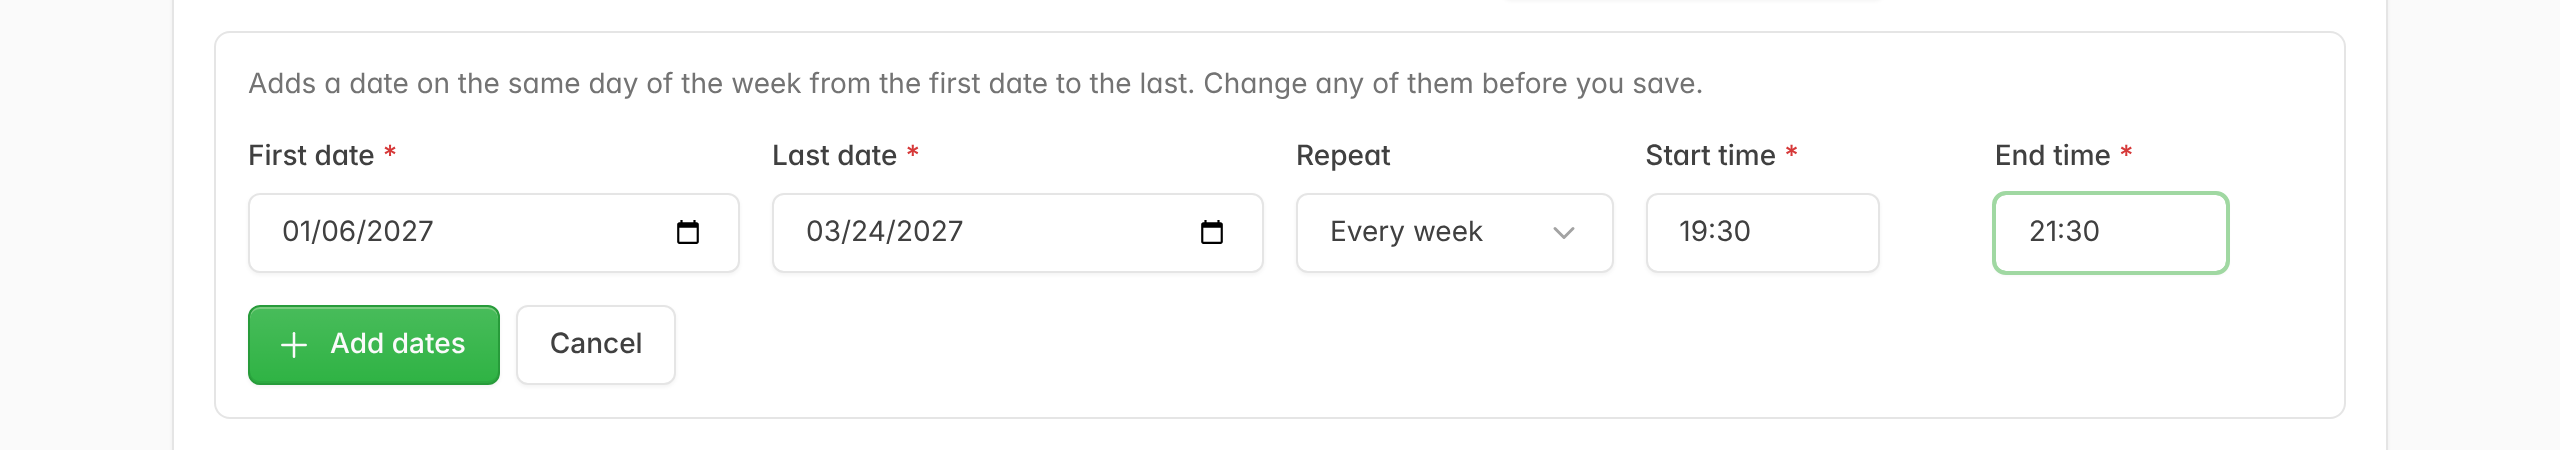 Adds a date on the same day of the week from the first date to the last. Change any of them before you save.
First date *
Last date *
Repeat
Start time *
End time *
01/06/2027
03/24/2027
Every week
19:30
21:30
Add dates
Cancel